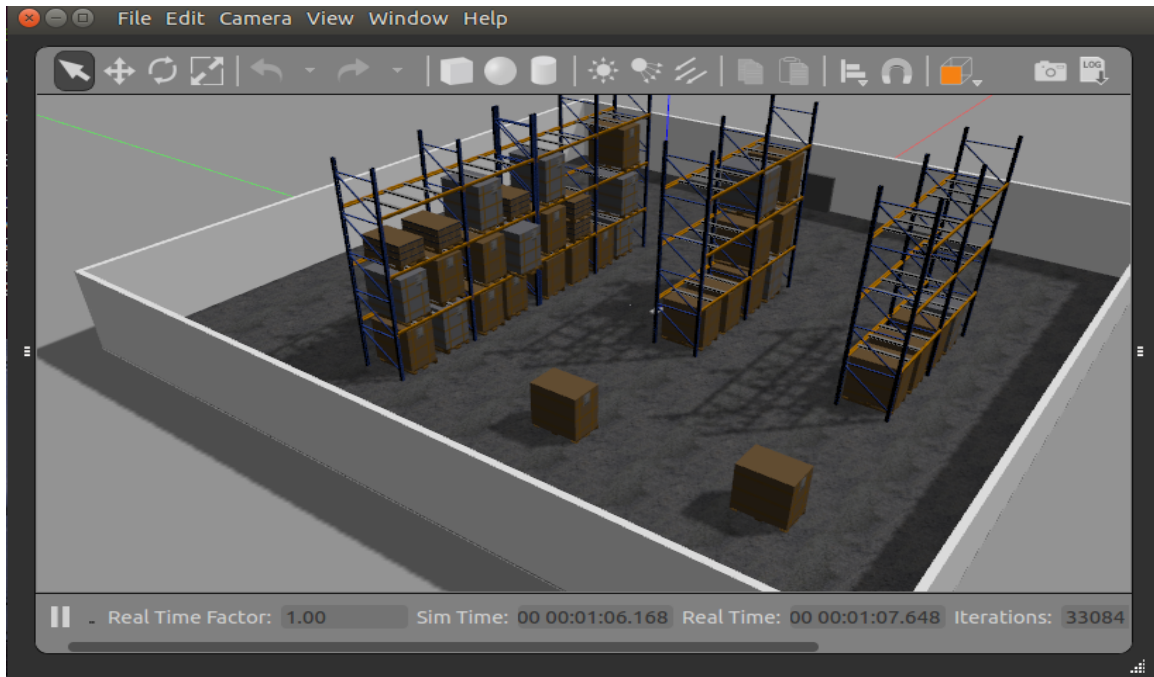 File Edit Camera View Window Help
LOG
Real Time Factor: 1.00 Sim Time: 00 00:01:06.168 Real Time: 00 00:01:07.648 Iterations: 33084